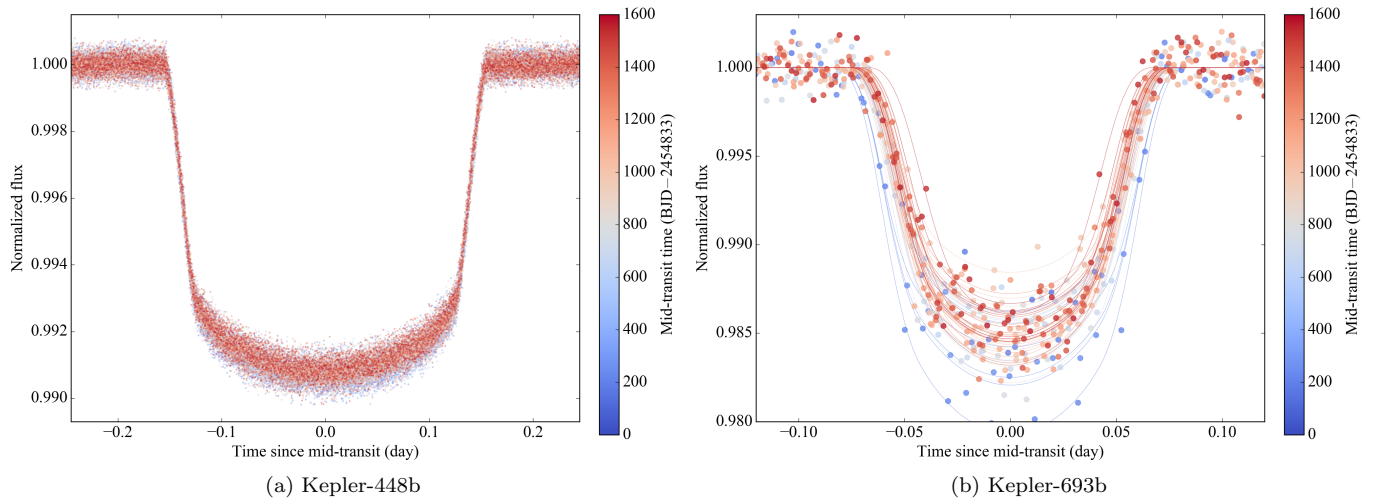 1.000
0.998
0.996
0.994
0.992
0.990
Normalized flux
−0.2 −0.1 0.0 0.1 0.2
Time since mid-transit (day)
1600
1400
1200
1000
800
600
400
200
0
Mid-transit time (BJD−2454833)
(a) Kepler-448b
1.000
0.995
0.990
0.985
0.980
Normalized flux
−0.10 −0.05 0.00 0.05 0.10
Time since mid-transit (day)
1600
1400
1200
1000
800
600
400
200
0
Mid-transit time (BJD−2454833)
(b) Kepler-693b